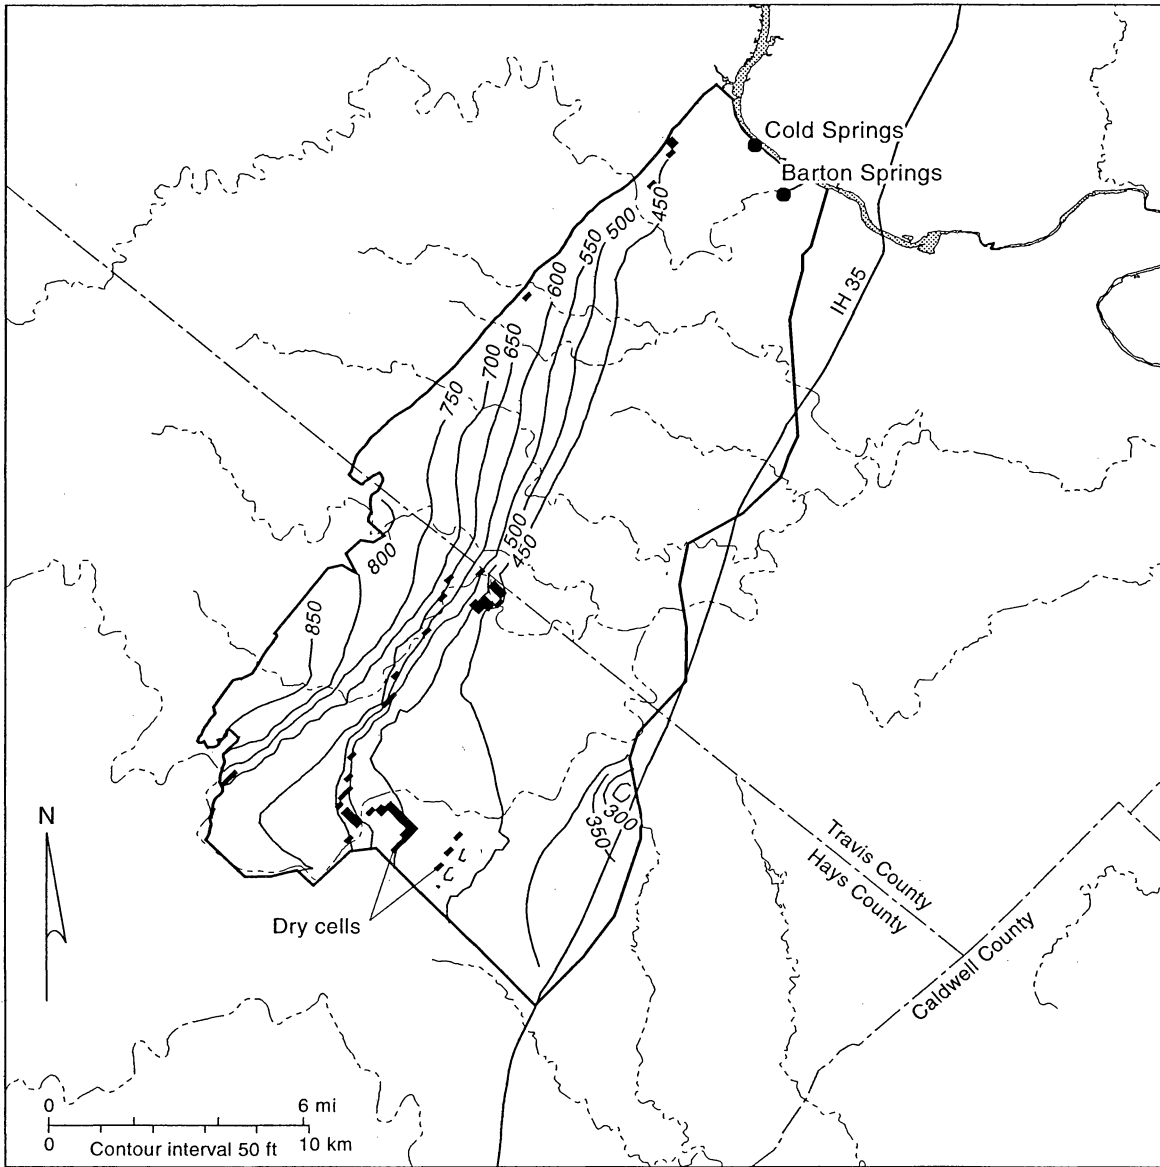 Cold Springs
Barton Springs
450
500
550
600
IH 35
650
700
750
500
450
800
850
300
350
N
Travis County
Hays County
Caldwell County
Dry cells
0 6 mi
0 10 km
Contour interval 50 ft